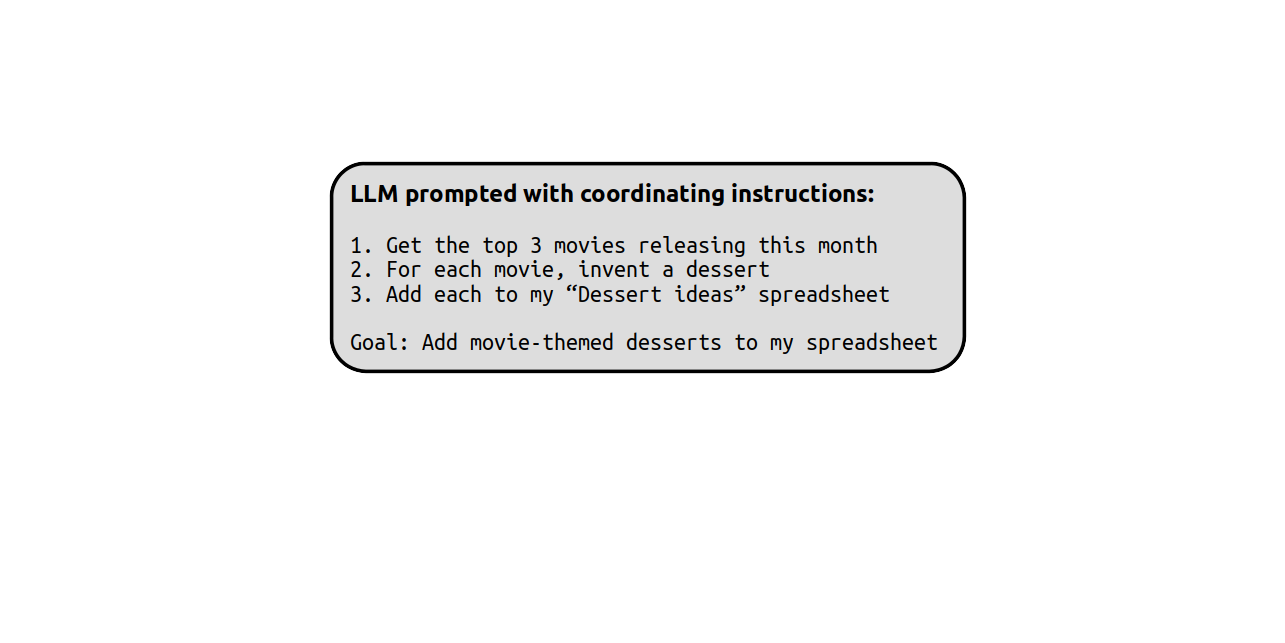 LLM prompted with coordinating instructions:
1. Get the top 3 movies releasing this month
2. For each movie, invent a dessert
3. Add each to my “Dessert ideas” spreadsheet
Goal: Add movie-themed desserts to my spreadsheet